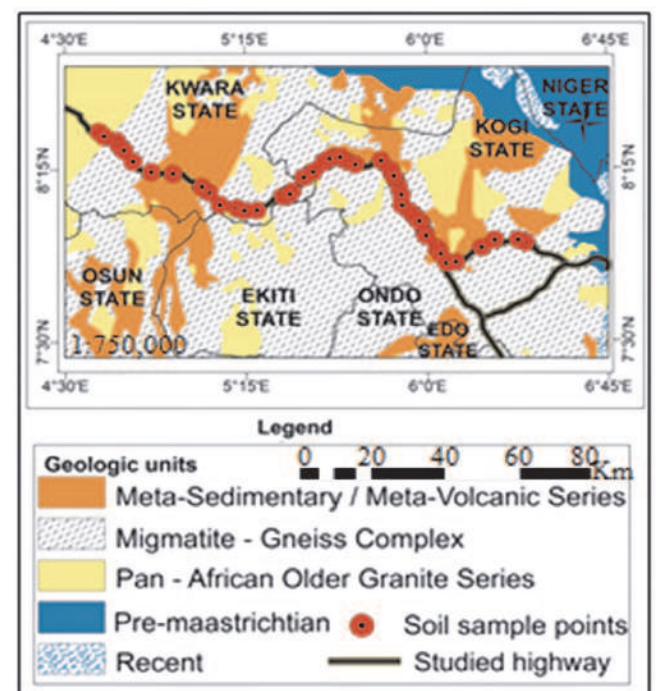 4°30'E 5°15'E 6°0'E 6°45'E
KWARA
STATE
NIGER
STATE
KOGI
STATE
8°15'N
8°15'N
OSUN
STATE
EKITI
STATE
ONDO
STATE
EDO
STATE
1:750,000
7°30'N
7°30'N
4°30'E 5°15'E 6°0'E 6°45'E
Legend
Geologic units
0 20 40 60 80 Km
Meta-Sedimentary / Meta-Volcanic Series
Migmatite - Gneiss Complex
Pan - African Older Granite Series
Pre-maastrichtian Soil sample points
Recent Studied highway